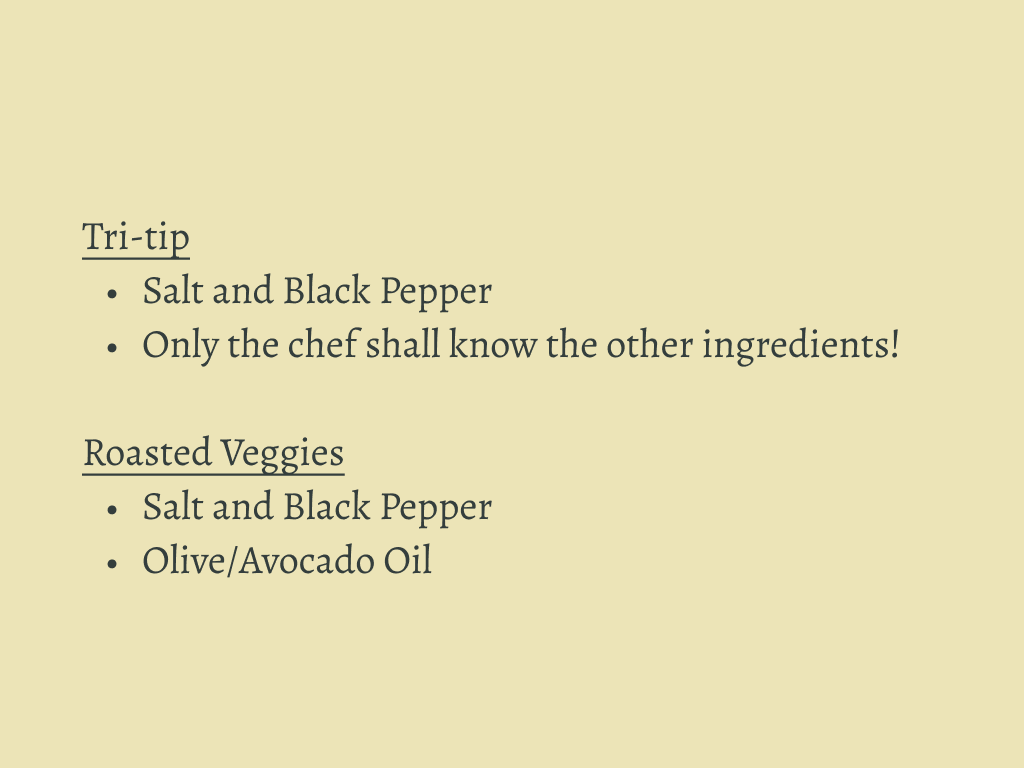 Tri-tip
• Salt and Black Pepper
• Only the chef shall know the other ingredients!
Roasted Veggies
• Salt and Black Pepper
• Olive/Avocado Oil